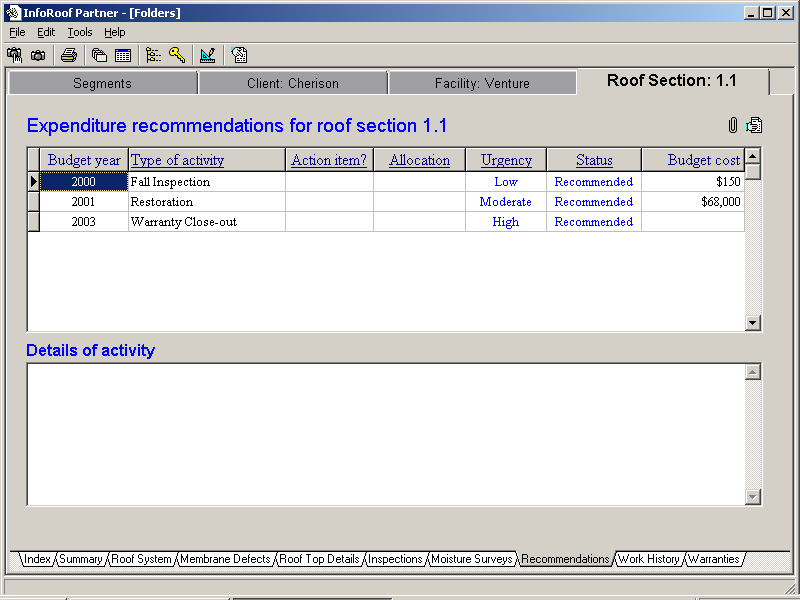 InfoRoof Partner - [Folders]
File Edit Tools Help
Segments Client: Cherison Facility: Venture Roof Section: 1.1
Expenditure recommendations for roof section 1.1
Budget year Type of activity Action item? Allocation Urgency Status Budget cost
2000 Fall Inspection Low Recommended $150
2001 Restoration Moderate Recommended $68,000
2003 Warranty Close-out High Recommended
Details of activity
Index Summary Roof System Membrane Defects Roof Top Details Inspections Moisture Surveys Recommendations Work History Warranties